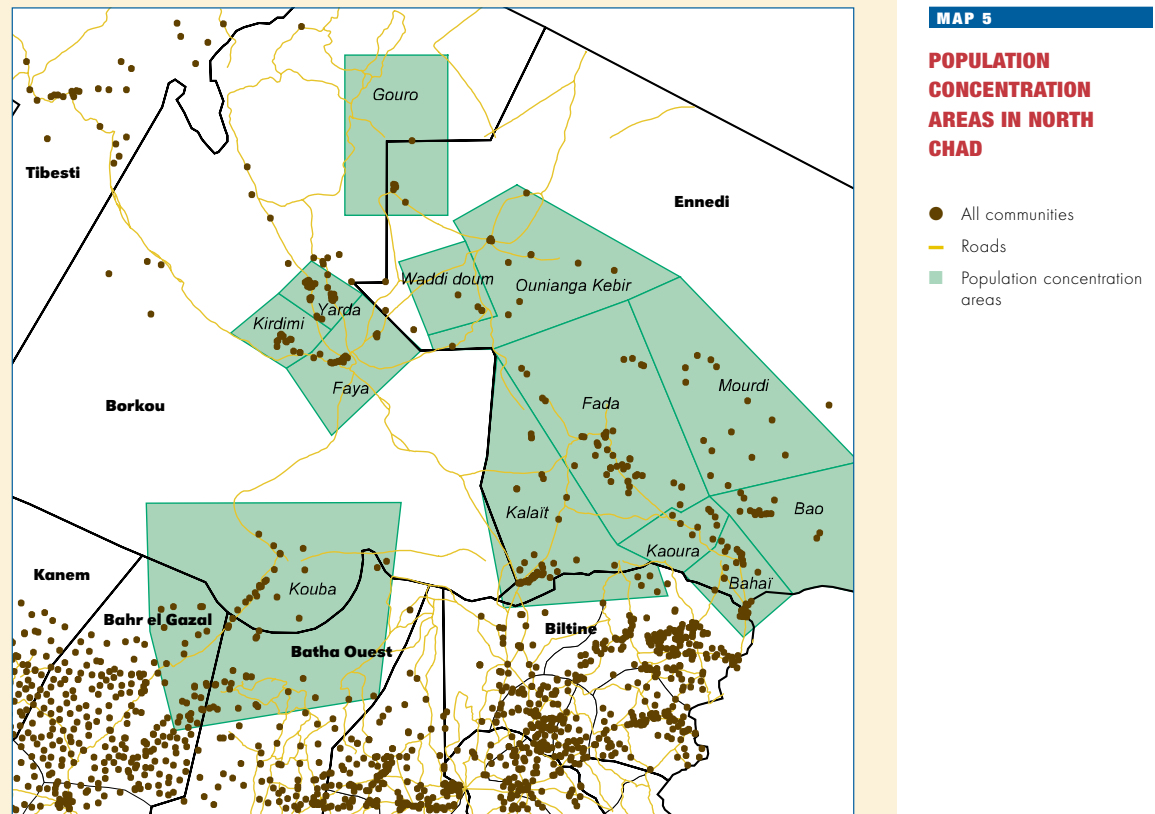 MAP 5
POPULATION
CONCENTRATION
AREAS IN NORTH
CHAD
All communities
Roads
Population concentration
areas
Gouro
Tibesti
Ennedi
Waddi doum
Ounianga Kebir
Yarda
Kirdimi
Faya
Mourdi
Fada
Borkou
Kalaït
Bao
Kaoura
Kanem
Kouba
Bahaï
Bahr el Gazal
Biltine
Batha Ouest